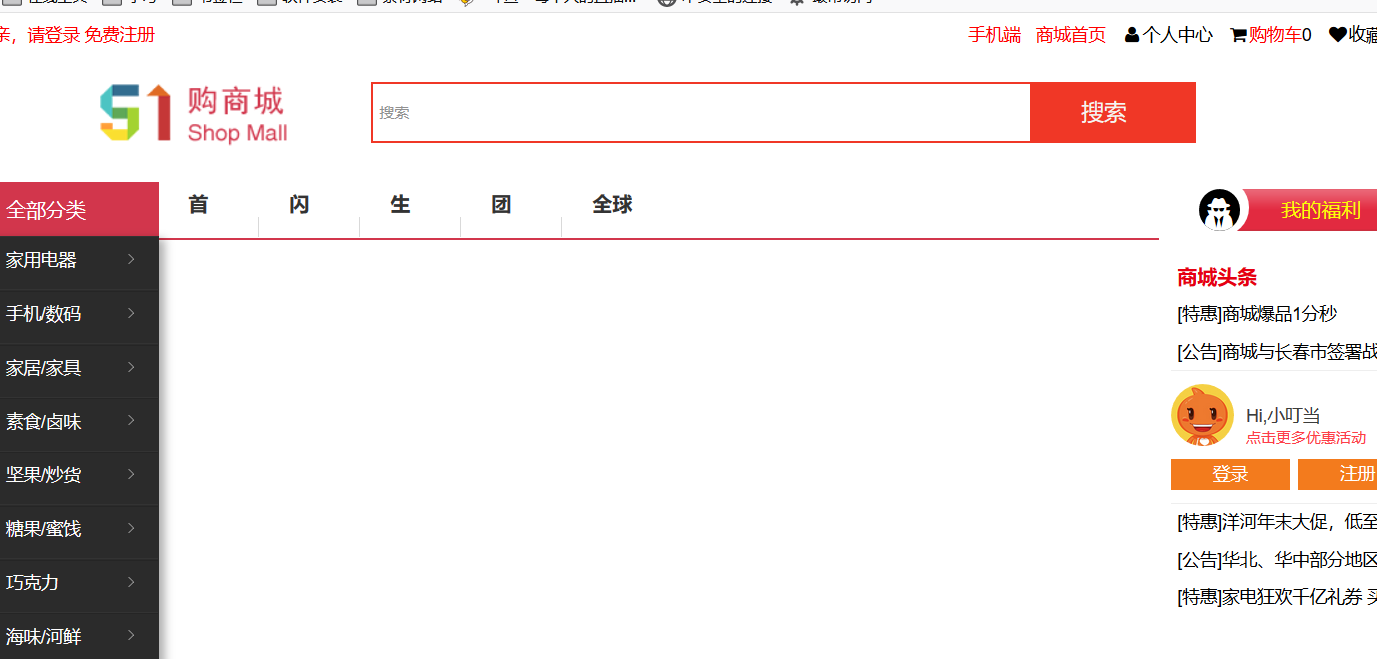 亲，请登录 免费注册
手机端 商城首页 个人中心 购物车0 收藏
51 购商城
Shop Mall
搜索 搜索
全部分类 首 闪 生 团 全球 我的福利
家用电器
手机/数码
家居/家具
素食/卤味
坚果/炒货
糖果/蜜饯
巧克力
海味/河鲜
商城头条
[特惠]商城爆品1分秒
[公告]商城与长春市签署战
Hi,小叮当
点击更多优惠活动
登录 注册
[特惠]洋河年末大促，低至
[公告]华北、华中部分地区
[特惠]家电狂欢千亿礼券 买